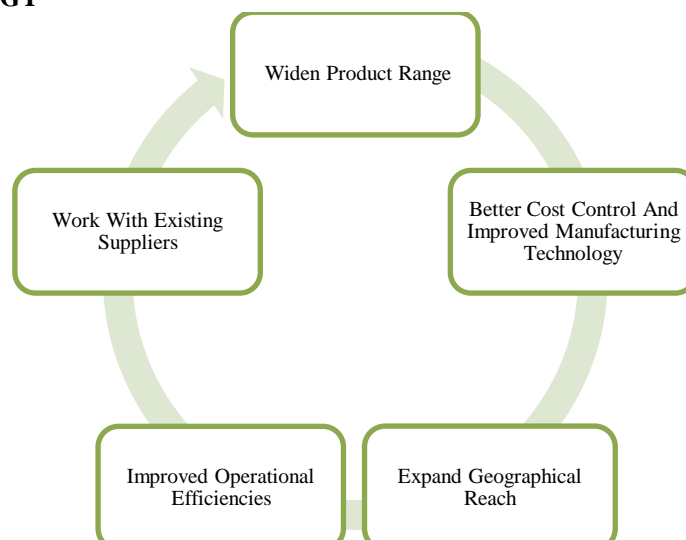 Widen Product Range
Better Cost Control And
Improved Manufacturing
Technology
Expand Geographical
Reach
Improved Operational
Efficiencies
Work With Existing
Suppliers